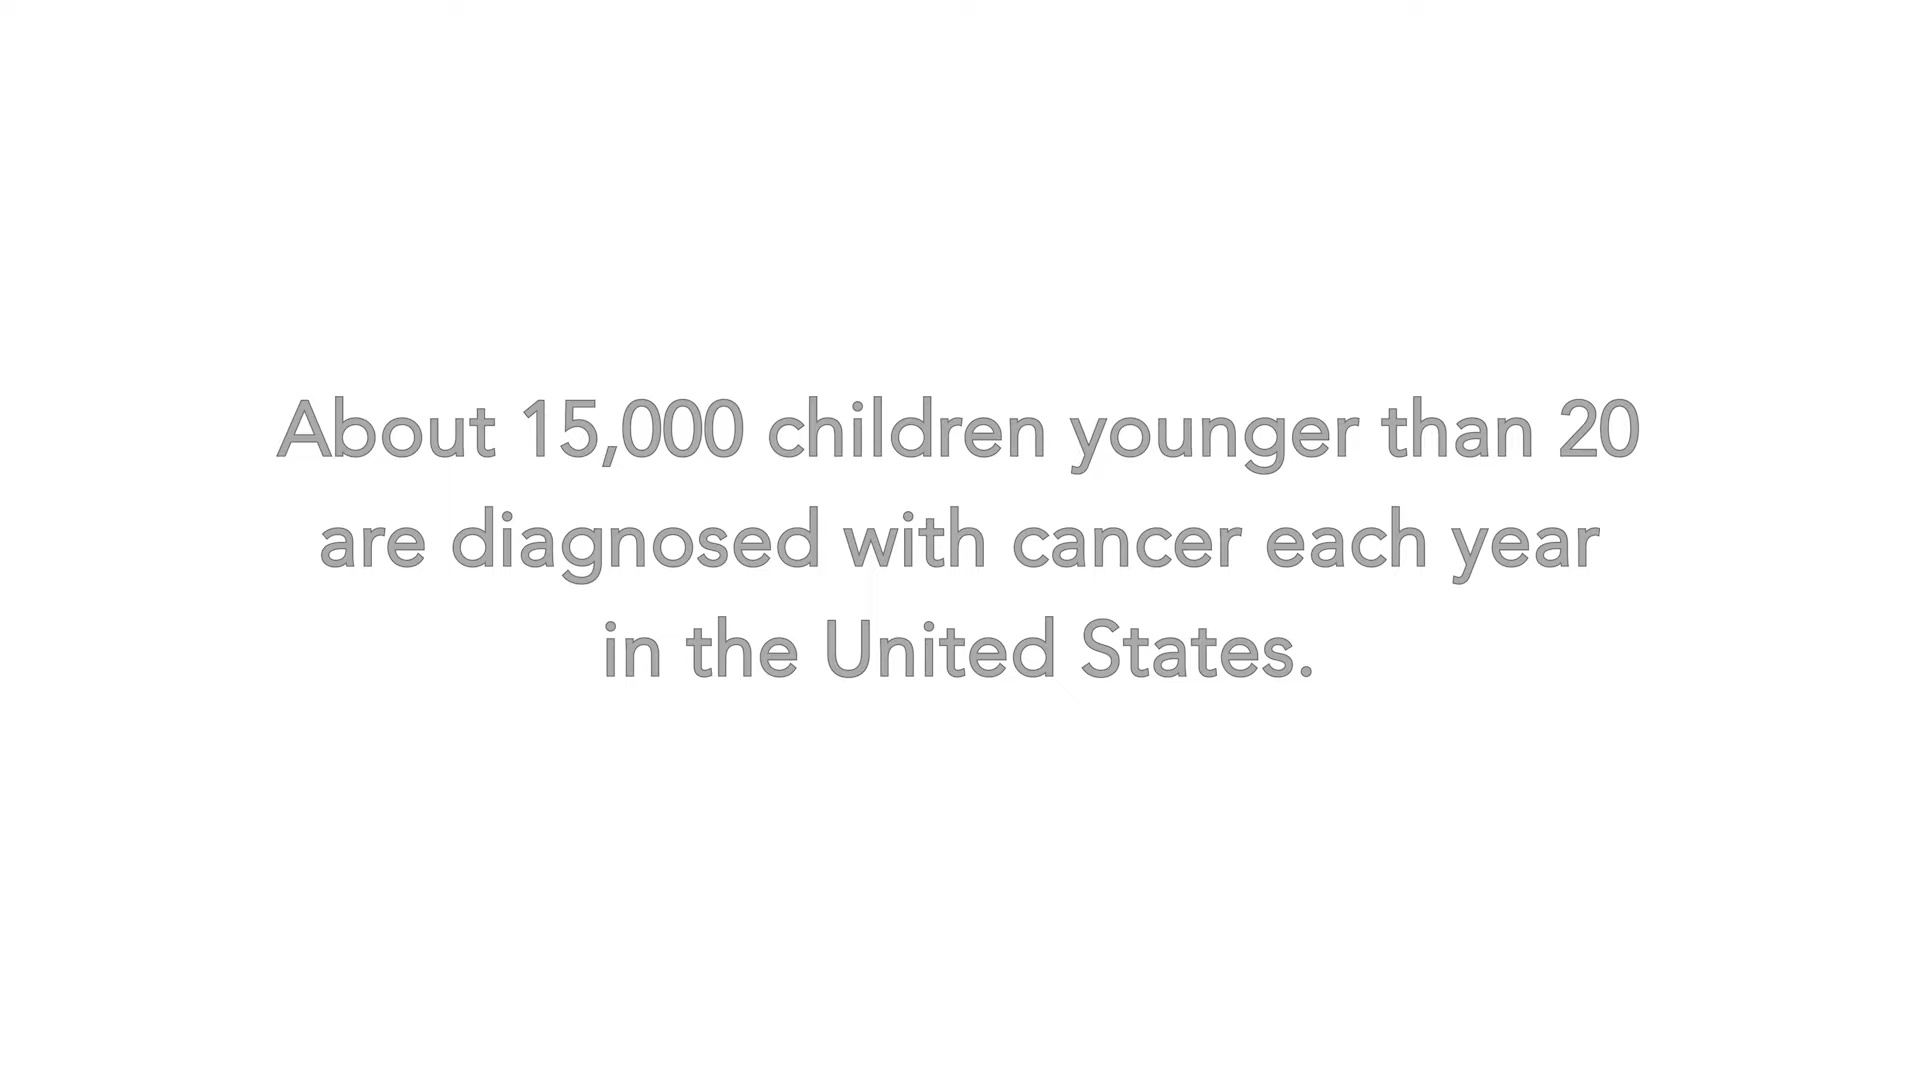 About 15,000 children younger than 20
are diagnosed with cancer each year
in the United States.